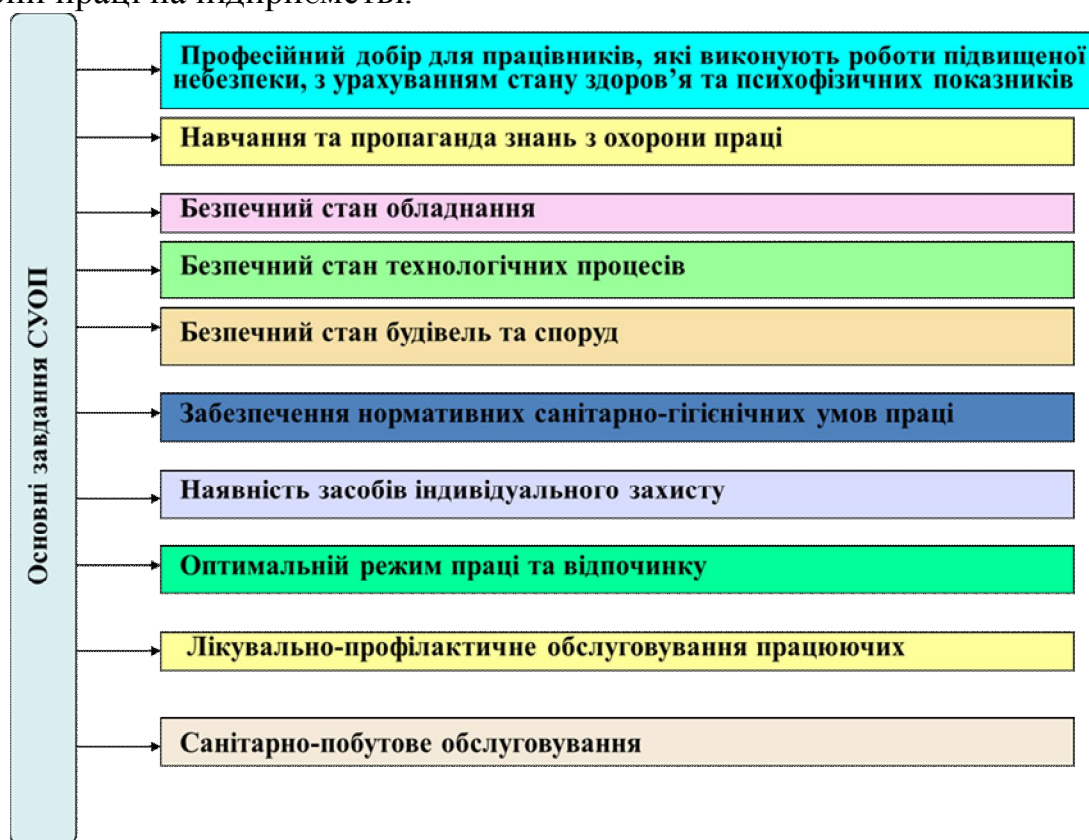 праці на
Основні завдання СУОП
Професійний добір для працівників, які виконують роботи підвищеної
небезпеки, з урахуванням стану здоров’я та психофізичних показників
Навчання та пропаганда знань з охорони праці
Безпечний стан обладнання
Безпечний стан технологічних процесів
Безпечний стан будівель та споруд
Забезпечення нормативних санітарно-гігієнічних умов праці
Наявність засобів індивідуального захисту
Оптимальній режим праці та відпочинку
Лікувально-профілактичне обслуговування працюючих
Санітарно-побутове обслуговування